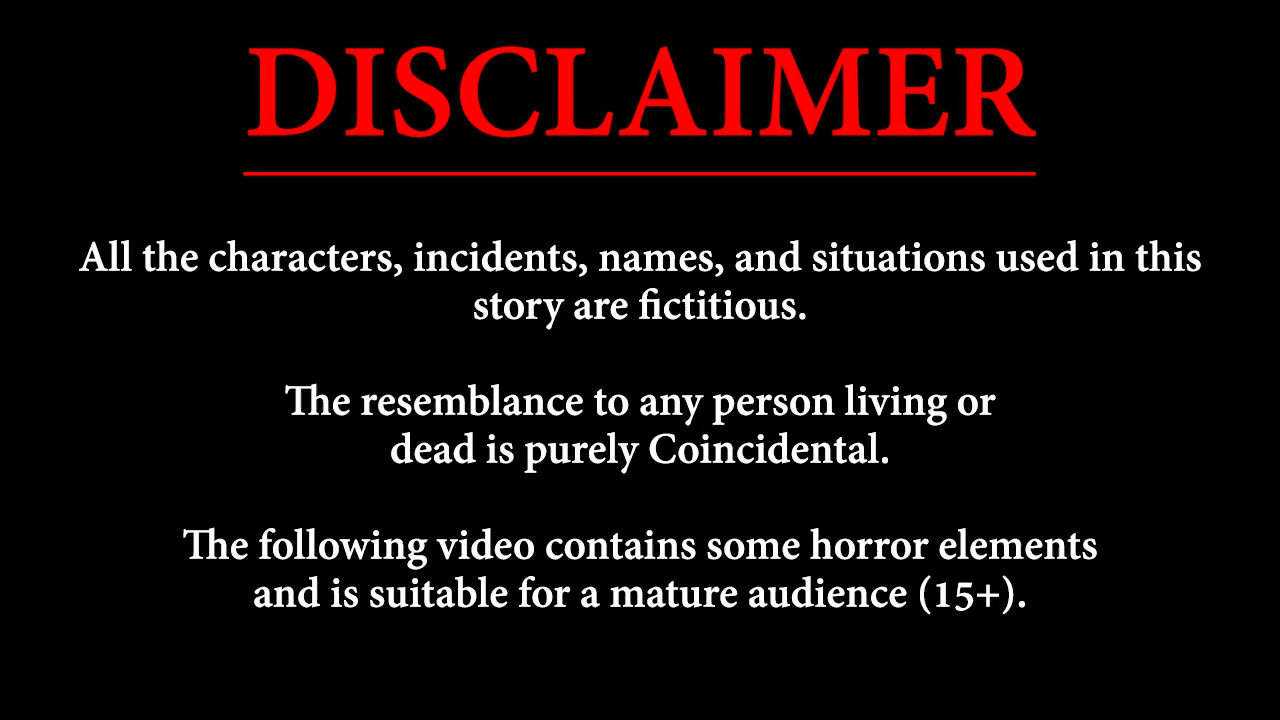 DISCLAIMER
All the characters, incidents, names, and situations used in this
story are fictitious.
The resemblance to any person living or
dead is purely Coincidental.
The following video contains some horror elements
and is suitable for a mature audience (15+).